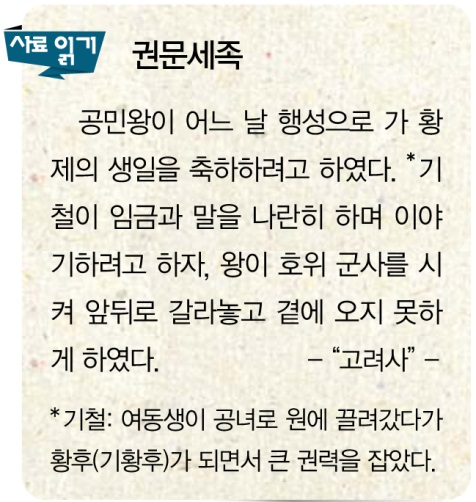 사료 읽기
권문세족
공민왕이 어느 날 행성으로 가 황
제의 생일을 축하하려고 하였다. *기
철이 임금과 말을 나란히 하며 이야
기하려고 하자, 왕이 호위 군사를 시
켜 앞뒤로 갈라놓고 곁에 오지 못하
게 하였다. – “고려사” –
*기철: 여동생이 공녀로 원에 끌려갔다가
황후(기황후)가 되면서 큰 권력을 잡았다.